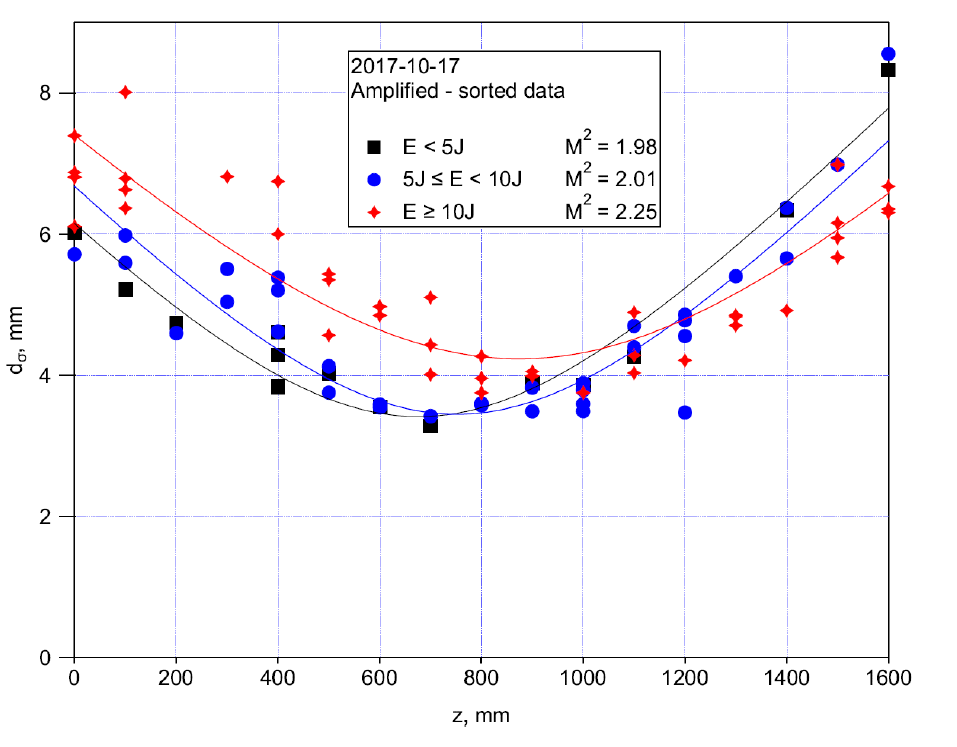 2017-10-17
Amplified - sorted data
E < 5J M² = 1.98
5J ≤ E < 10J M² = 2.01
E ≥ 10J M² = 2.25
8
6
4
2
0
dσ, mm
0 200 400 600 800 1000 1200 1400 1600
z, mm